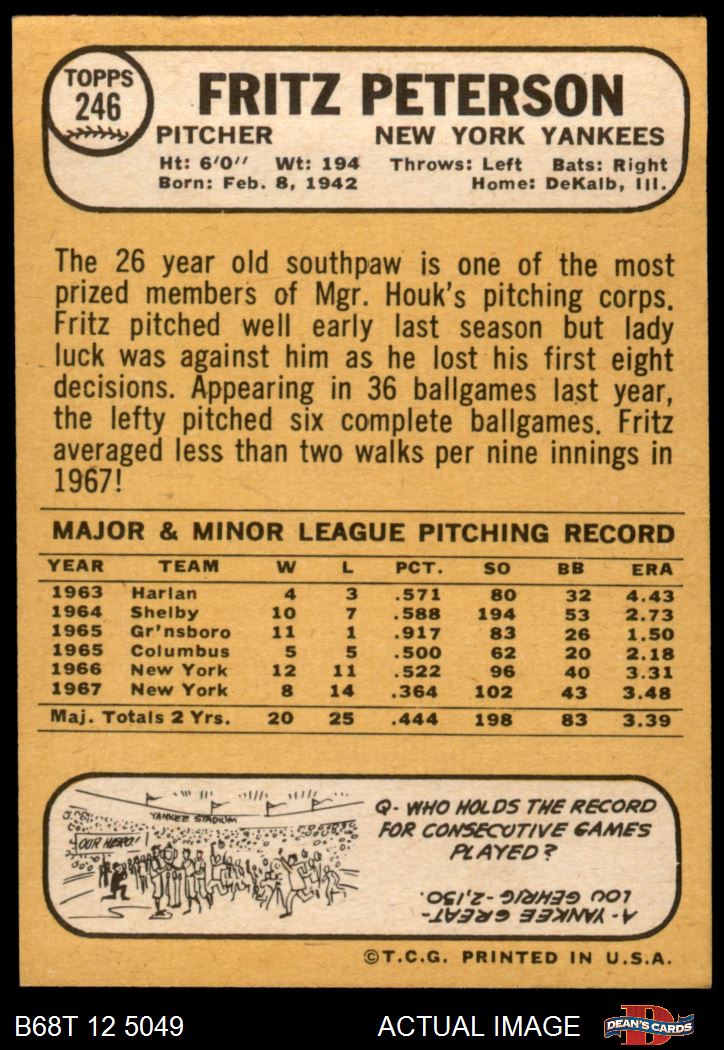 TOPPS
246
FRITZ PETERSON
PITCHER NEW YORK YANKEES
Ht: 6'0'' Wt: 194 Throws: Left Bats: Right
Born: Feb. 8, 1942 Home: DeKalb, Ill.
The 26 year old southpaw is one of the most
prized members of Mgr. Houk's pitching corps.
Fritz pitched well early last season but lady
luck was against him as he lost his first eight
decisions. Appearing in 36 ballgames last year,
the lefty pitched six complete ballgames. Fritz
averaged less than two walks per nine innings in
1967!
MAJOR & MINOR LEAGUE PITCHING RECORD
YEAR TEAM W L PCT. SO BB ERA
1963 Harlan 4 3 .571 80 32 4.43
1964 Shelby 10 7 .588 194 53 2.73
1965 Gr'nsboro 11 1 .917 83 26 1.50
1965 Columbus 5 5 .500 62 20 2.18
1966 New York 12 11 .522 96 40 3.31
1967 New York 8 14 .364 102 43 3.48
Maj. Totals 2 Yrs. 20 25 .444 198 83 3.39
YANKEE STADIUM
OUR HERO!
Q- WHO HOLDS THE RECORD
FOR CONSECUTIVE GAMES
PLAYED?
A- YANKEE GREAT-
LOU GEHRIG-2,130.
©T.C.G. PRINTED IN U.S.A.
B68T 12 5049 ACTUAL IMAGE
D
DEAN'S CARDS